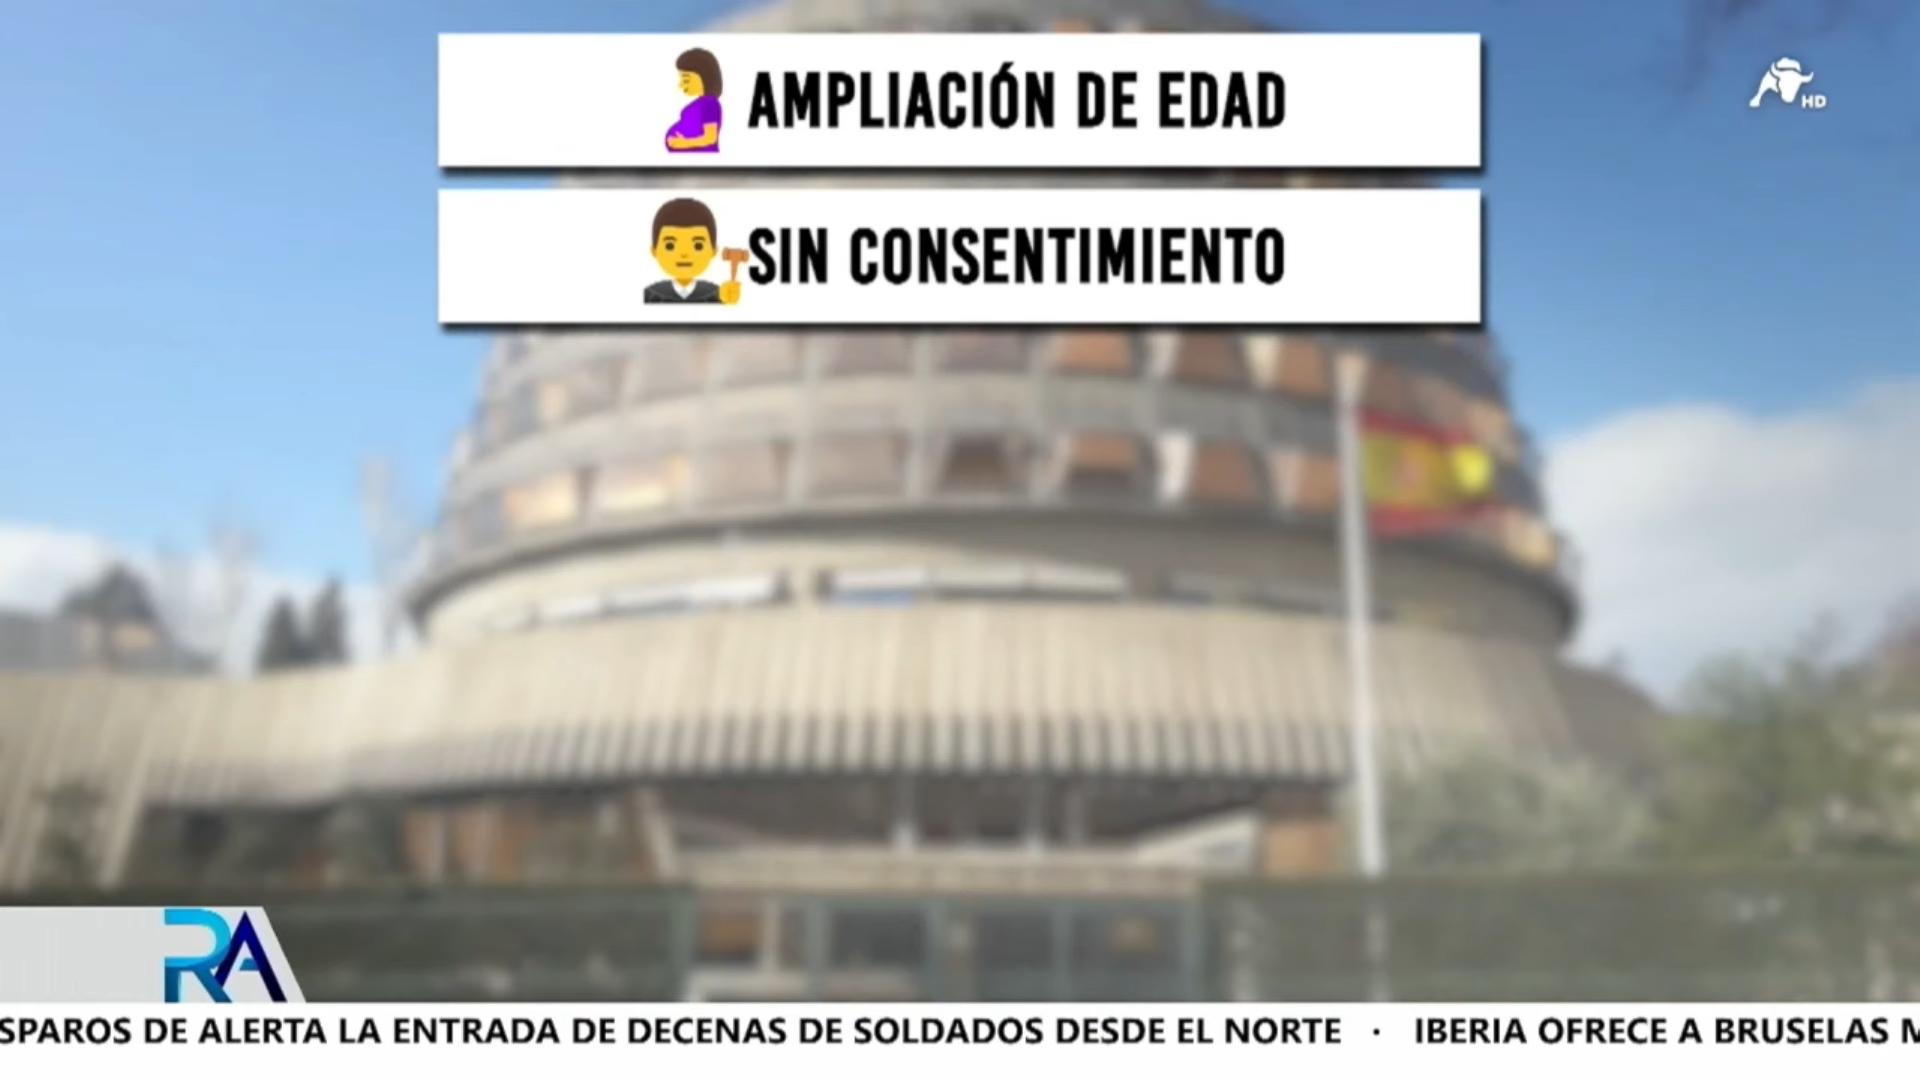 AMPLIACIÓN DE EDAD
SIN CONSENTIMIENTO
HD
RA
SPAROS DE ALERTA LA ENTRADA DE DECENAS DE SOLDADOS DESDE EL NORTE · IBERIA OFRECE A BRUSELAS M